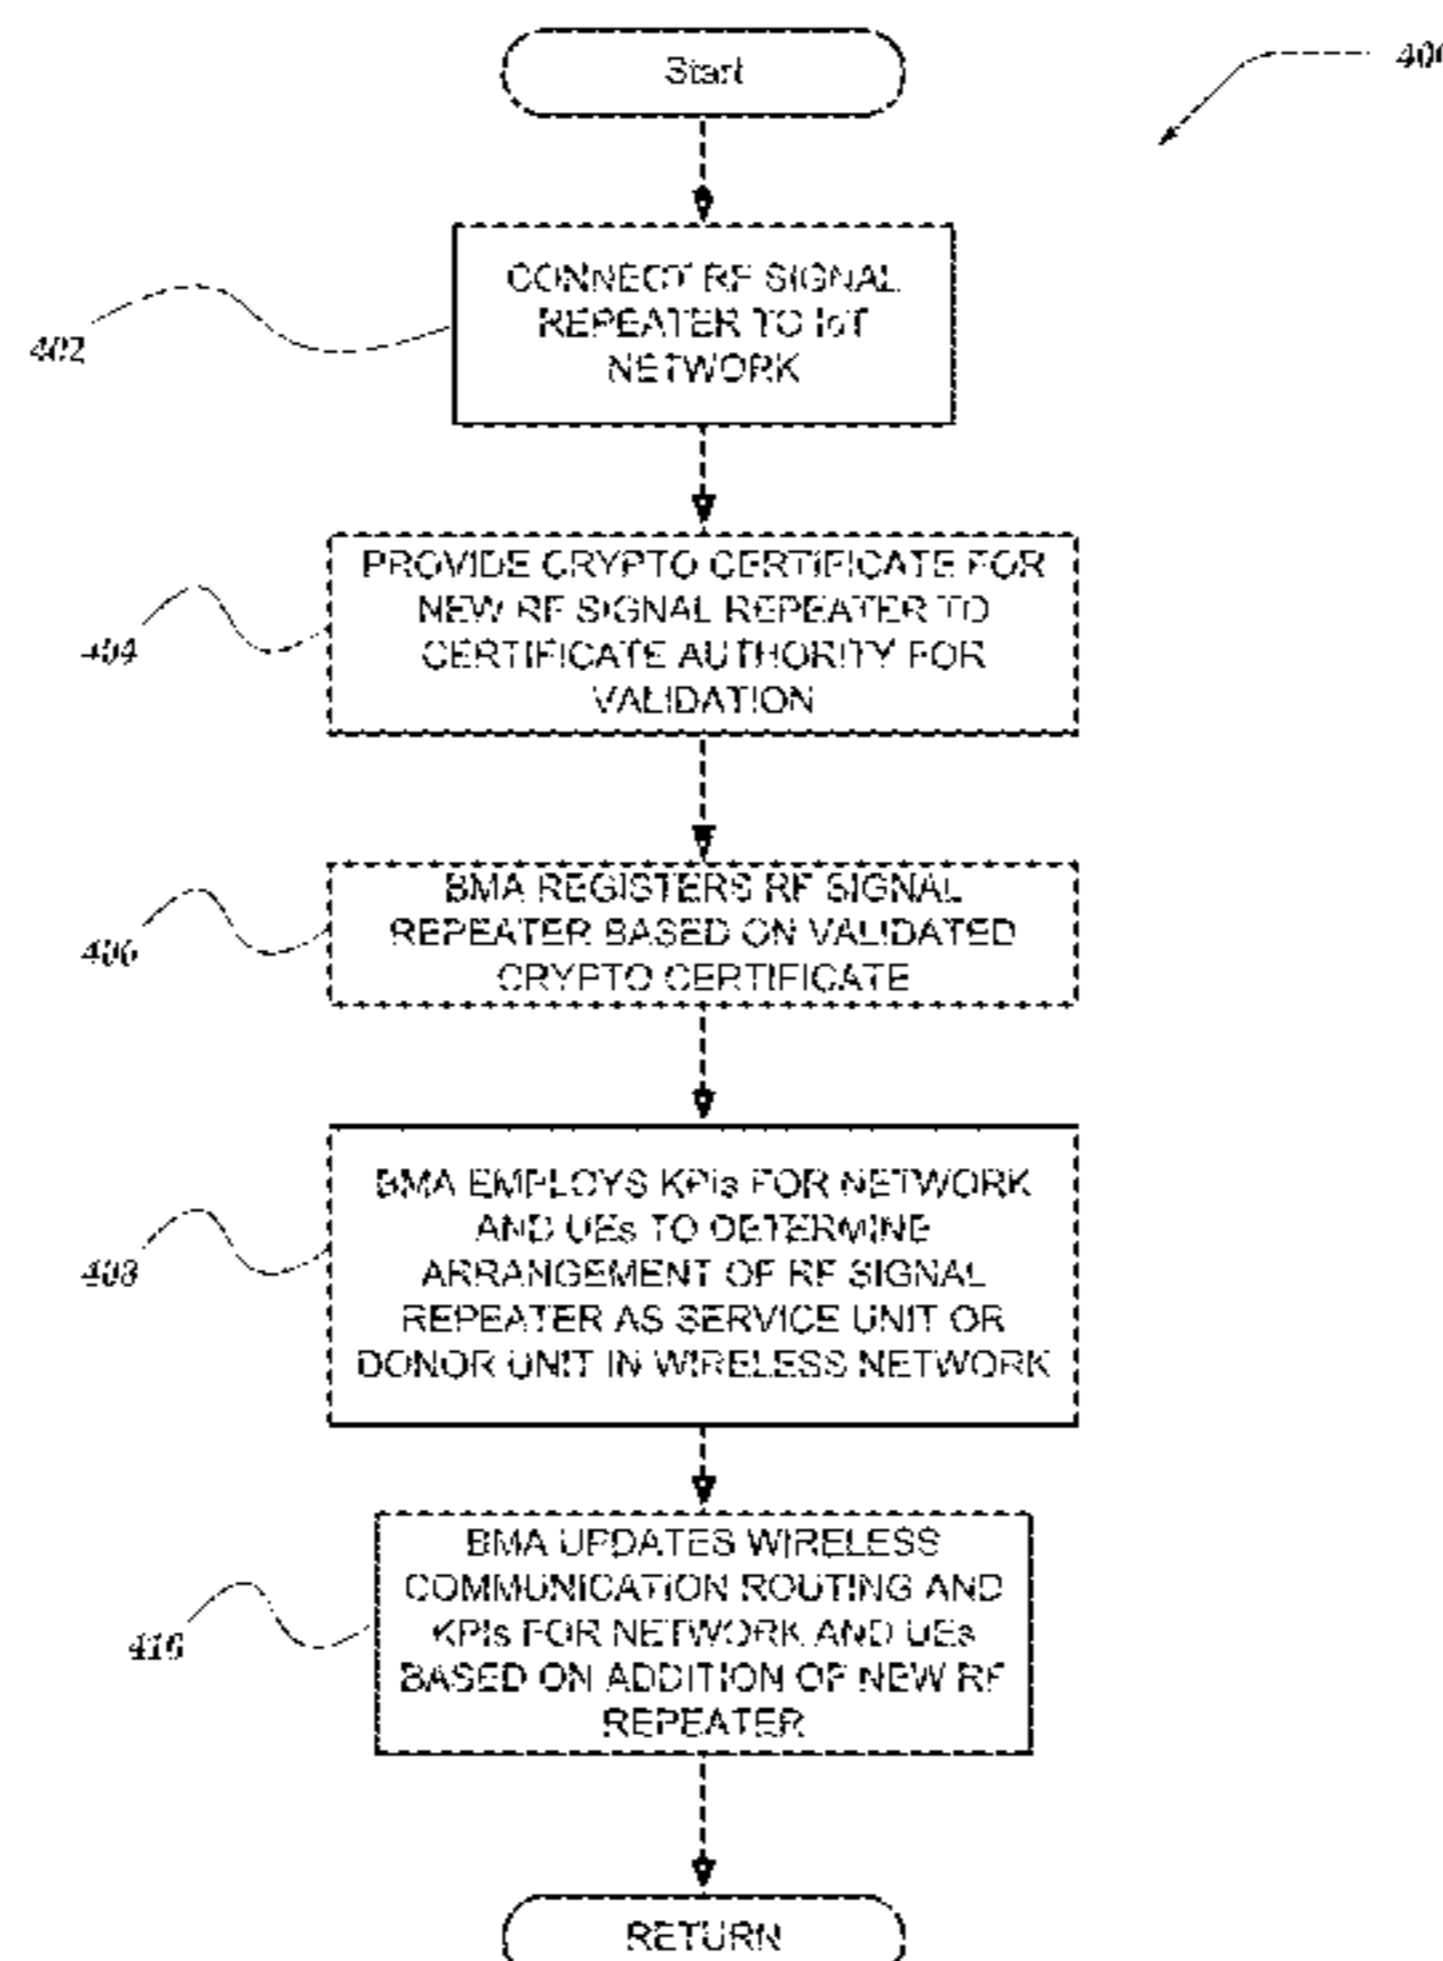 Start
400
CONNECT RF SIGNAL
REPEATER TO IoT
NETWORK
402
PROVIDE CRYPTO CERTIFICATE FOR
NEW RF SIGNAL REPEATER TO
CERTIFICATE AUTHORITY FOR
VALIDATION
404
BMA REGISTERS RF SIGNAL
REPEATER BASED ON VALIDATED
CRYPTO CERTIFICATE
406
BMA EMPLOYS KPIs FOR NETWORK
AND UEs TO DETERMINE
ARRANGEMENT OF RF SIGNAL
REPEATER AS SERVICE UNIT OR
DONOR UNIT IN WIRELESS NETWORK
408
BMA UPDATES WIRELESS
COMMUNICATION ROUTING AND
KPIs FOR NETWORK AND UEs
BASED ON ADDITION OF NEW RF
REPEATER
410
RETURN